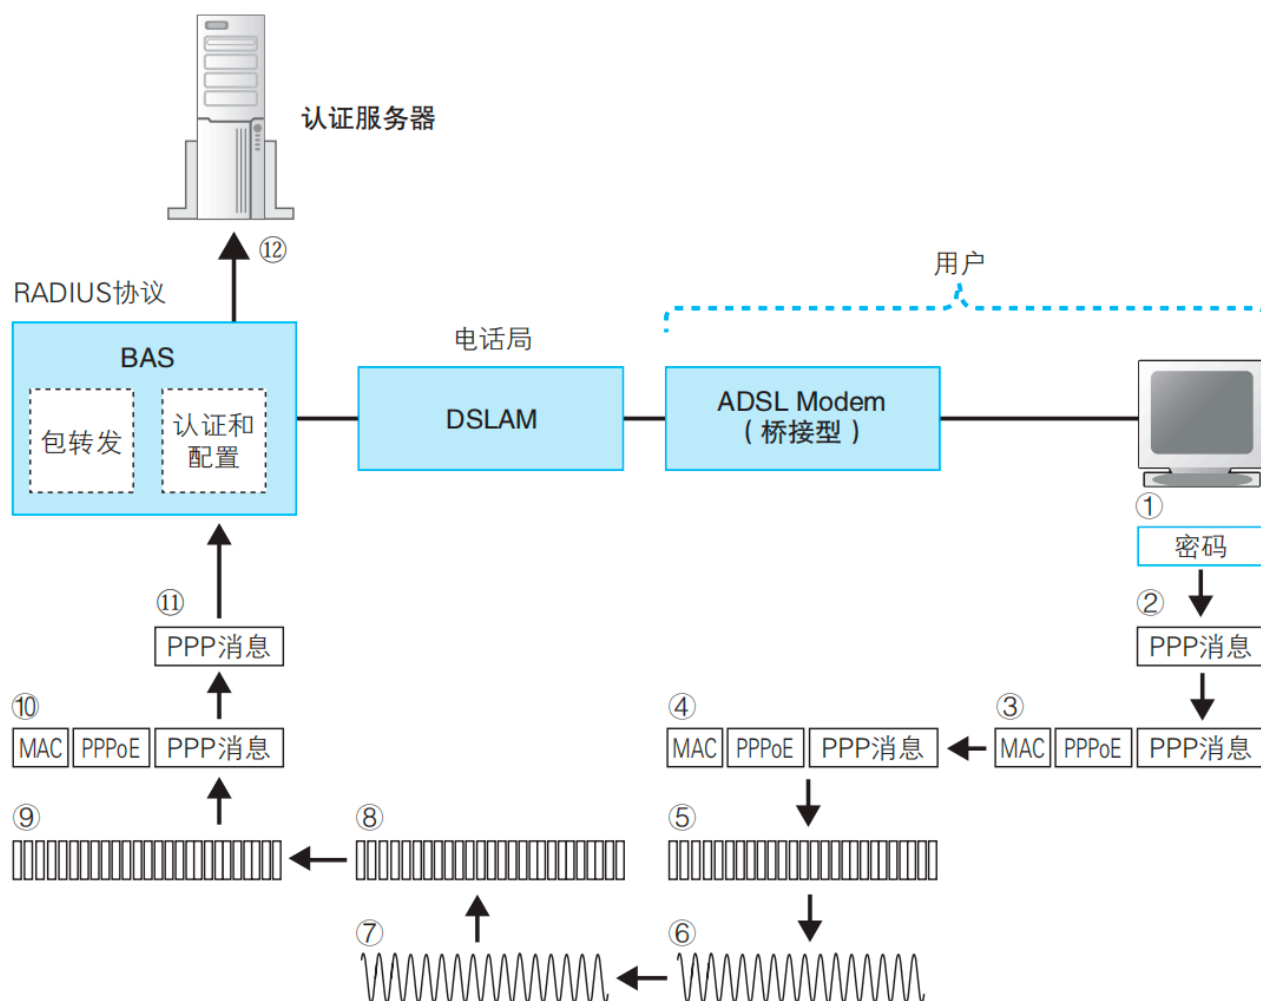 认证服务器
⑫
用户
RADIUS协议
BAS
包转发
认证和
配置
电话局
DSLAM
ADSL Modem
（桥接型）
①
密码
②
PPP消息
③
MAC PPPoE PPP消息
④
MAC PPPoE PPP消息
⑤
⑥
⑦
⑧
⑨
⑩
MAC PPPoE PPP消息
⑪
PPP消息